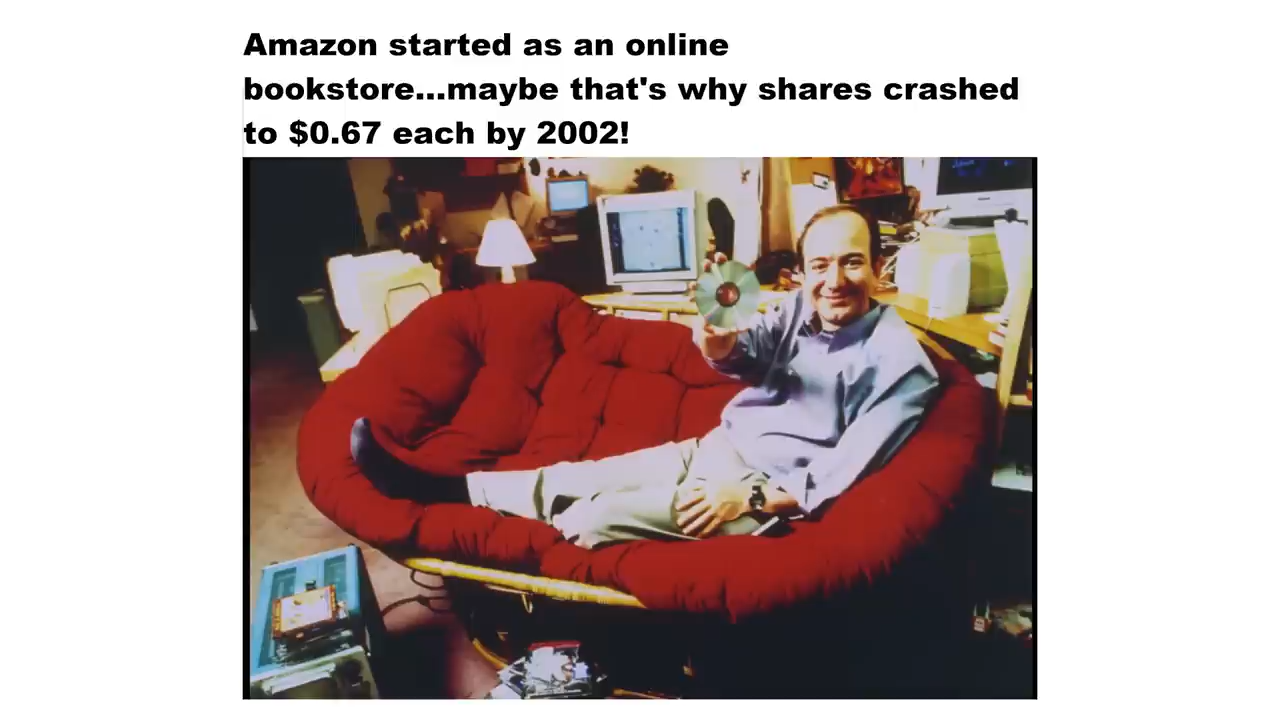 Amazon started as an online
bookstore...maybe that's why shares crashed
to $0.67 each by 2002!